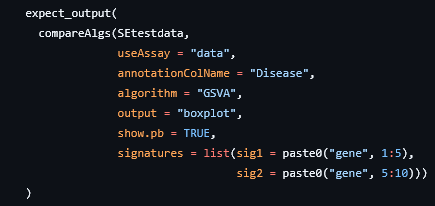 expect_output(
  compareAlgs(SEtestdata,
              useAssay = "data",
              annotationColName = "Disease",
              algorithm = "GSVA",
              output = "boxplot",
              show.pb = TRUE,
              signatures = list(sig1 = paste0("gene", 1:5),
                                sig2 = paste0("gene", 5:10)))
)